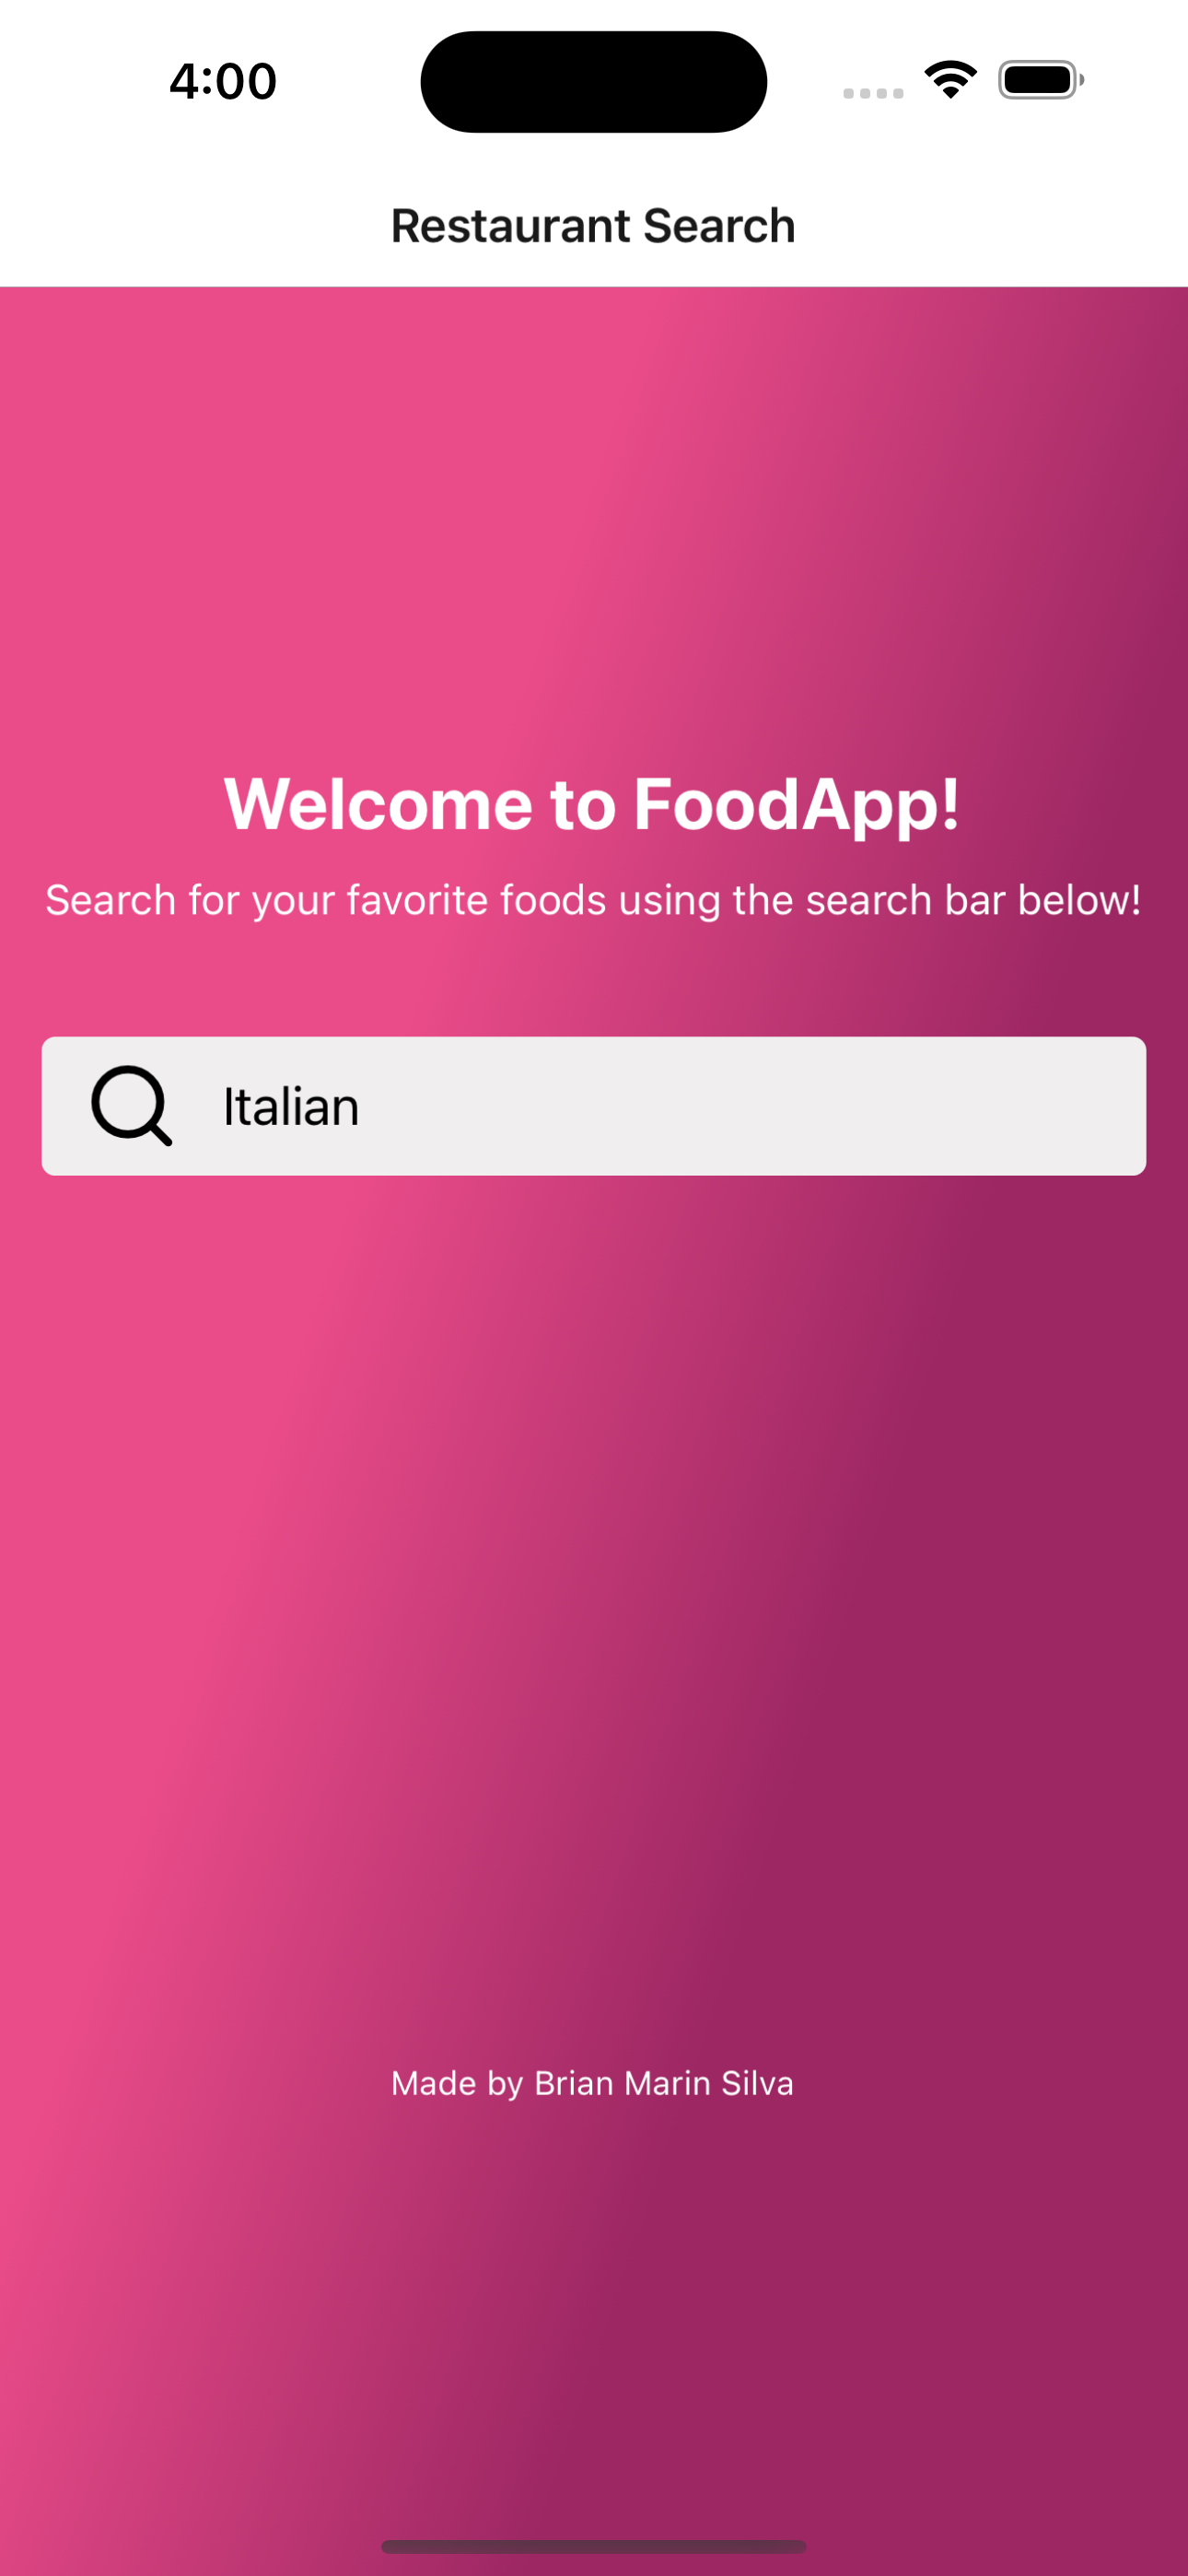 4:00
Restaurant Search
Welcome to FoodApp!
Search for your favorite foods using the search bar below!
Italian
Made by Brian Marin Silva